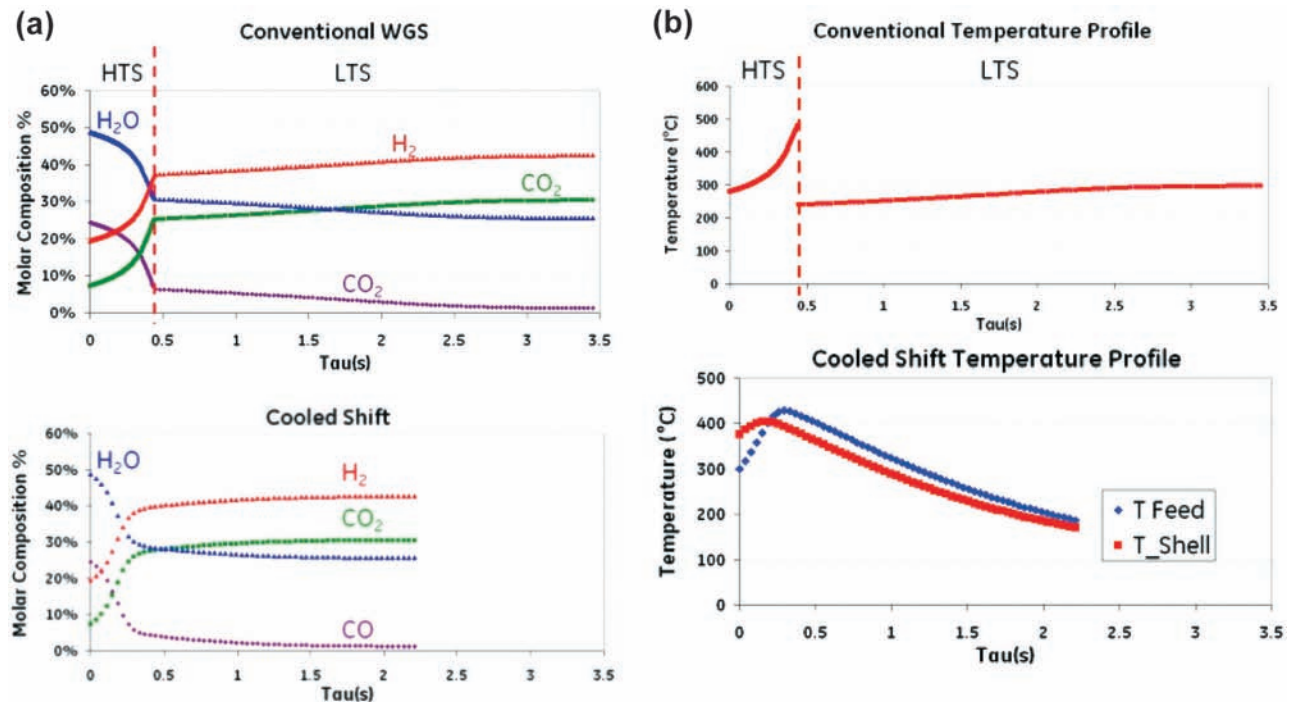 (a)
Conventional WGS
HTS
LTS
60%
50%
40%
30%
20%
10%
0%
Molar Composition %
H₂O
H₂
CO₂
CO₂
0 0.5 1 1.5 2 2.5 3 3.5
Tau(s)
Cooled Shift
60%
50%
40%
30%
20%
10%
0%
Molar Composition %
H₂O
H₂
CO₂
CO
0 0.5 1 1.5 2 2.5 3 3.5
Tau(s)
(b)
Conventional Temperature Profile
HTS
LTS
600
500
400
300
200
100
0
Temperature (°C)
0 0.5 1 1.5 2 2.5 3 3.5
Tau(s)
Cooled Shift Temperature Profile
500
400
300
200
100
0
Temperature (°C)
T Feed
T_Shell
0 0.5 1 1.5 2 2.5 3 3.5
Tau(s)